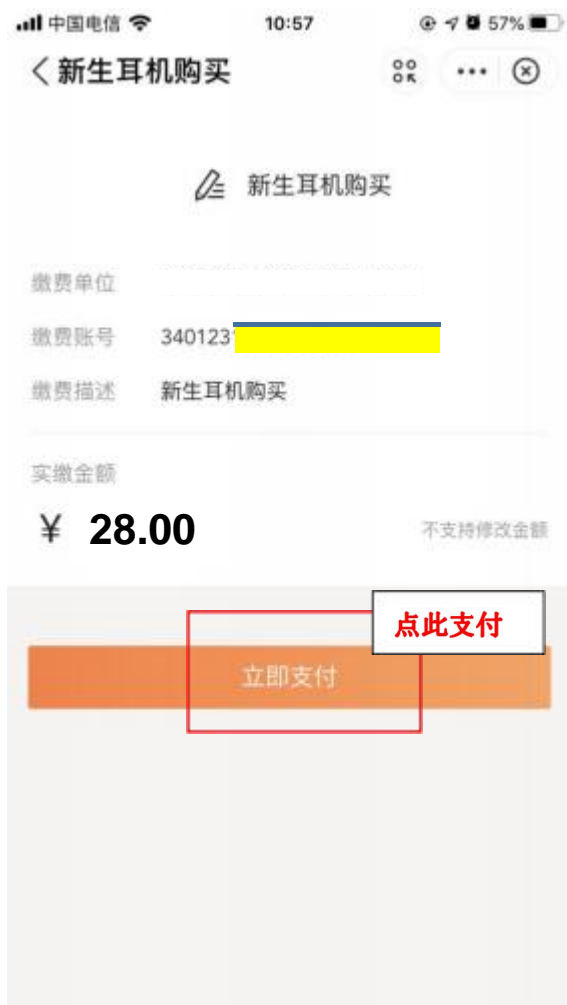 中国电信 10:57 57%
新生耳机购买
新生耳机购买
缴费单位
缴费账号 340123
缴费描述 新生耳机购买
实缴金额
¥ 28.00 不支持修改金额
点此支付
立即支付